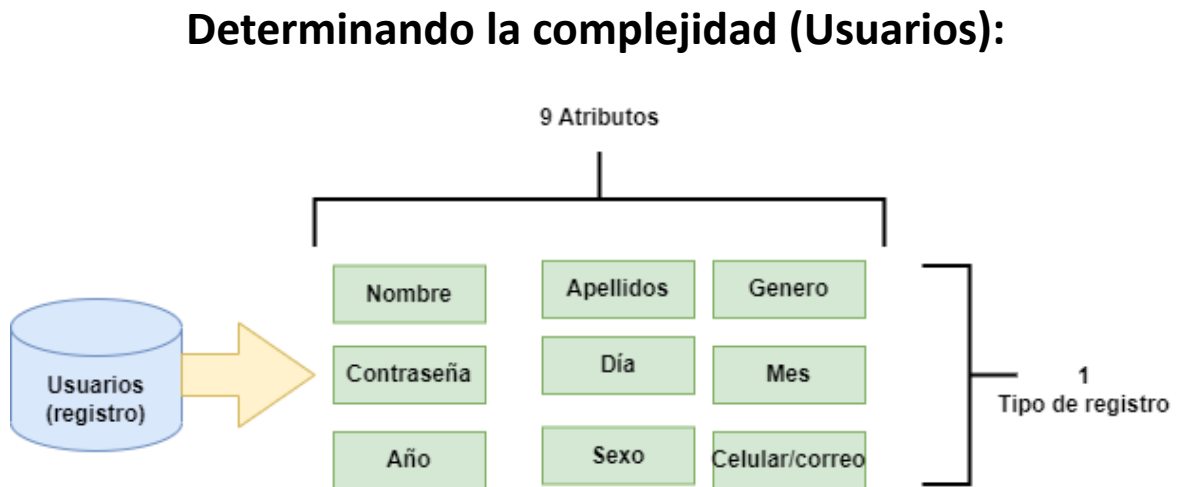 Determinando la complejidad (Usuarios):
9 Atributos
Nombre
Apellidos
Genero
Usuarios
(registro)
Contraseña
Día
Mes
1
Tipo de registro
Año
Sexo
Celular/correo